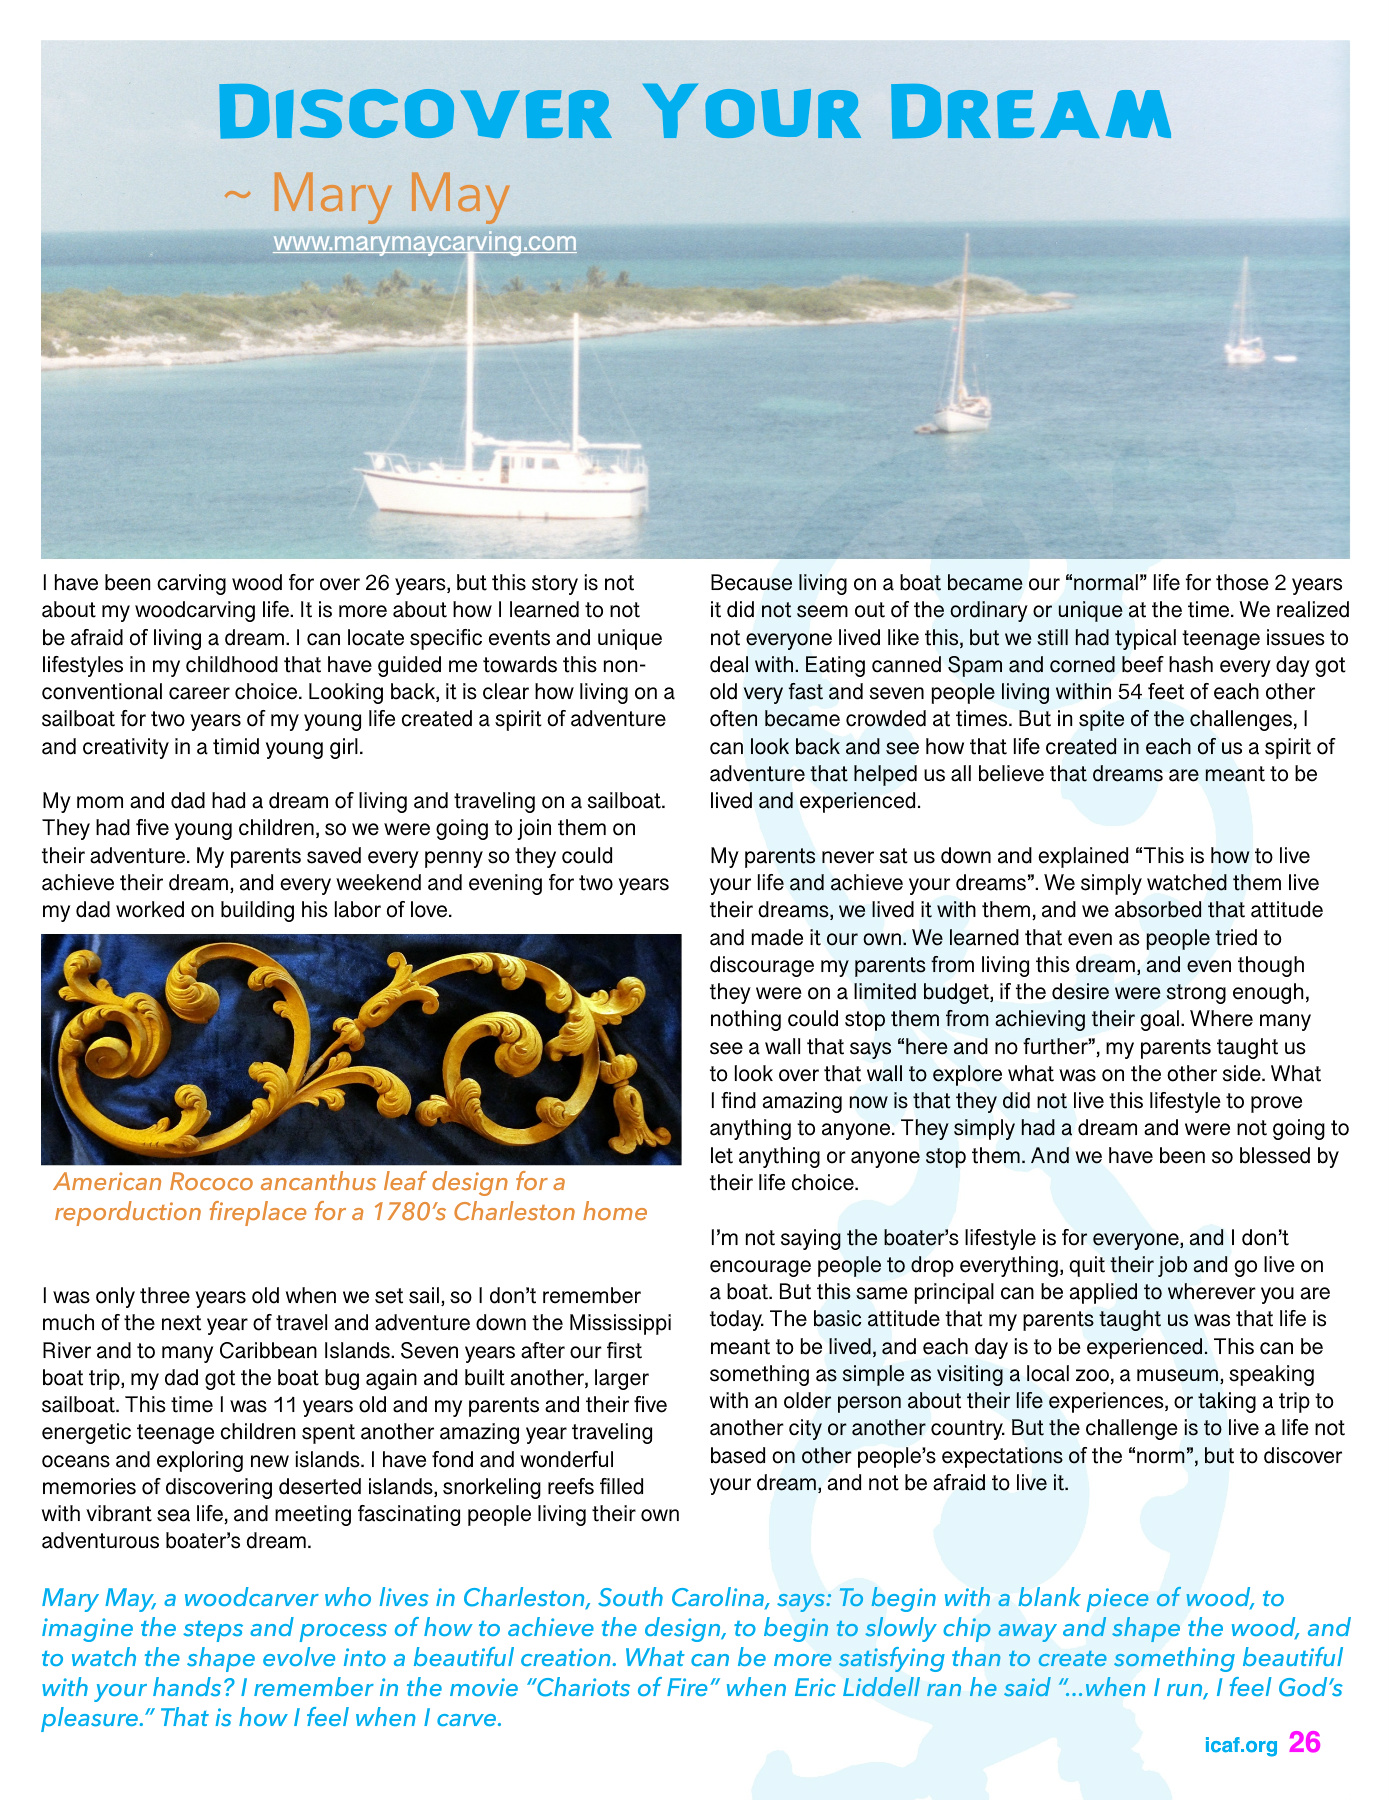 Discover Your Dream
~ Mary May
www.marymaycarving.com
I have been carving wood for over 26 years, but this story is not
about my woodcarving life. It is more about how I learned to not
be afraid of living a dream. I can locate specific events and unique
lifestyles in my childhood that have guided me towards this non-
conventional career choice. Looking back, it is clear how living on a
sailboat for two years of my young life created a spirit of adventure
and creativity in a timid young girl.
My mom and dad had a dream of living and traveling on a sailboat.
They had five young children, so we were going to join them on
their adventure. My parents saved every penny so they could
achieve their dream, and every weekend and evening for two years
my dad worked on building his labor of love.
American Rococo ancanthus leaf design for a
reporduction fireplace for a 1780's Charleston home
I was only three years old when we set sail, so I don't remember
much of the next year of travel and adventure down the Mississippi
River and to many Caribbean Islands. Seven years after our first
boat trip, my dad got the boat bug again and built another, larger
sailboat. This time I was 11 years old and my parents and their five
energetic teenage children spent another amazing year traveling
oceans and exploring new islands. I have fond and wonderful
memories of discovering deserted islands, snorkeling reefs filled
with vibrant sea life, and meeting fascinating people living their own
adventurous boater's dream.
Because living on a boat became our “normal” life for those 2 years
it did not seem out of the ordinary or unique at the time. We realized
not everyone lived like this, but we still had typical teenage issues to
deal with. Eating canned Spam and corned beef hash every day got
old very fast and seven people living within 54 feet of each other
often became crowded at times. But in spite of the challenges, I
can look back and see how that life created in each of us a spirit of
adventure that helped us all believe that dreams are meant to be
lived and experienced.
My parents never sat us down and explained “This is how to live
your life and achieve your dreams”. We simply watched them live
their dreams, we lived it with them, and we absorbed that attitude
and made it our own. We learned that even as people tried to
discourage my parents from living this dream, and even though
they were on a limited budget, if the desire were strong enough,
nothing could stop them from achieving their goal. Where many
see a wall that says “here and no further”, my parents taught us
to look over that wall to explore what was on the other side. What
I find amazing now is that they did not live this lifestyle to prove
anything to anyone. They simply had a dream and were not going to
let anything or anyone stop them. And we have been so blessed by
their life choice.
I'm not saying the boater's lifestyle is for everyone, and I don't
encourage people to drop everything, quit their job and go live on
a boat. But this same principal can be applied to wherever you are
today. The basic attitude that my parents taught us was that life is
meant to be lived, and each day is to be experienced. This can be
something as simple as visiting a local zoo, a museum, speaking
with an older person about their life experiences, or taking a trip to
another city or another country. But the challenge is to live a life not
based on other people's expectations of the “norm”, but to discover
your dream, and not be afraid to live it.
Mary May, a woodcarver who lives in Charleston, South Carolina, says: To begin with a blank piece of wood, to
imagine the steps and process of how to achieve the design, to begin to slowly chip away and shape the wood, and
to watch the shape evolve into a beautiful creation. What can be more satisfying than to create something beautiful
with your hands? I remember in the movie “Chariots of Fire” when Eric Liddell ran he said “...when I run, I feel God's
pleasure.” That is how I feel when I carve.
icaf.org 26